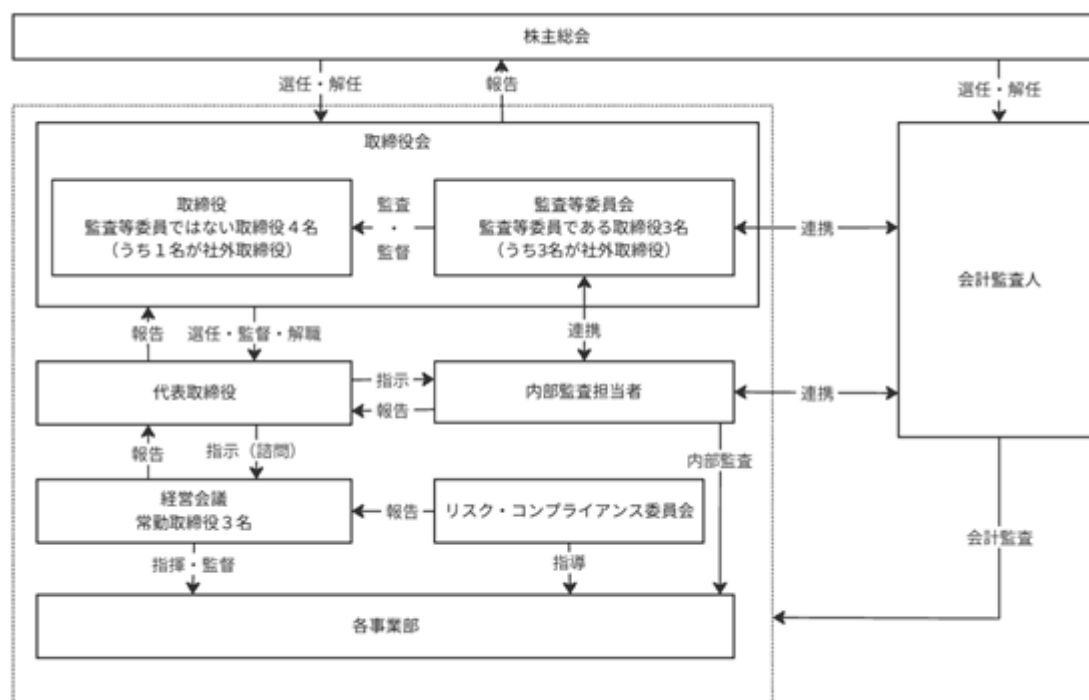 株主総会
選任・解任
報告
選任・解任
取締役会
取締役
監査等委員ではない取締役４名
（うち１名が社外取締役）
監査
・
監督
監査等委員会
監査等委員である取締役3名
（うち3名が社外取締役）
連携
会計監査人
報告
選任・監督・解職
連携
代表取締役
指示
報告
内部監査担当者
連携
報告
指示（諮問）
内部監査
経営会議
常勤取締役３名
報告
リスク・コンプライアンス委員会
会計監査
指揮・監督
指導
各事業部